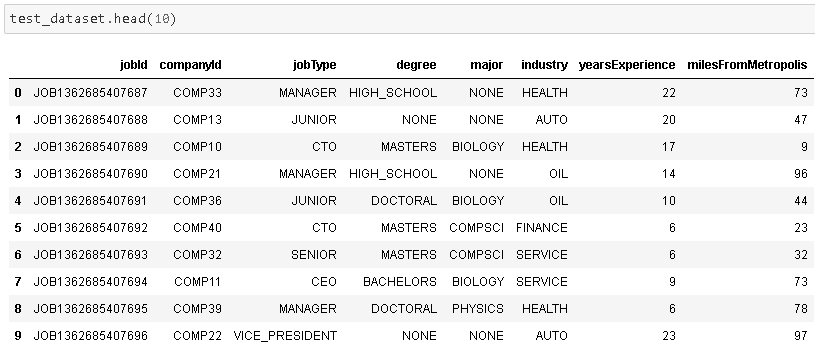 test_dataset.head(10)
jobId companyId jobType degree major industry yearsExperience milesFromMetropolis
0 JOB1362685407687 COMP33 MANAGER HIGH_SCHOOL NONE HEALTH 22 73
1 JOB1362685407688 COMP13 JUNIOR NONE NONE AUTO 20 47
2 JOB1362685407689 COMP10 CTO MASTERS BIOLOGY HEALTH 17 9
3 JOB1362685407690 COMP21 MANAGER HIGH_SCHOOL NONE OIL 14 96
4 JOB1362685407691 COMP36 JUNIOR DOCTORAL BIOLOGY OIL 10 44
5 JOB1362685407692 COMP40 CTO MASTERS COMPSCI FINANCE 6 23
6 JOB1362685407693 COMP32 SENIOR MASTERS COMPSCI SERVICE 6 32
7 JOB1362685407694 COMP11 CEO BACHELORS BIOLOGY SERVICE 9 73
8 JOB1362685407695 COMP39 MANAGER DOCTORAL PHYSICS HEALTH 6 78
9 JOB1362685407696 COMP22 VICE_PRESIDENT NONE NONE AUTO 23 97